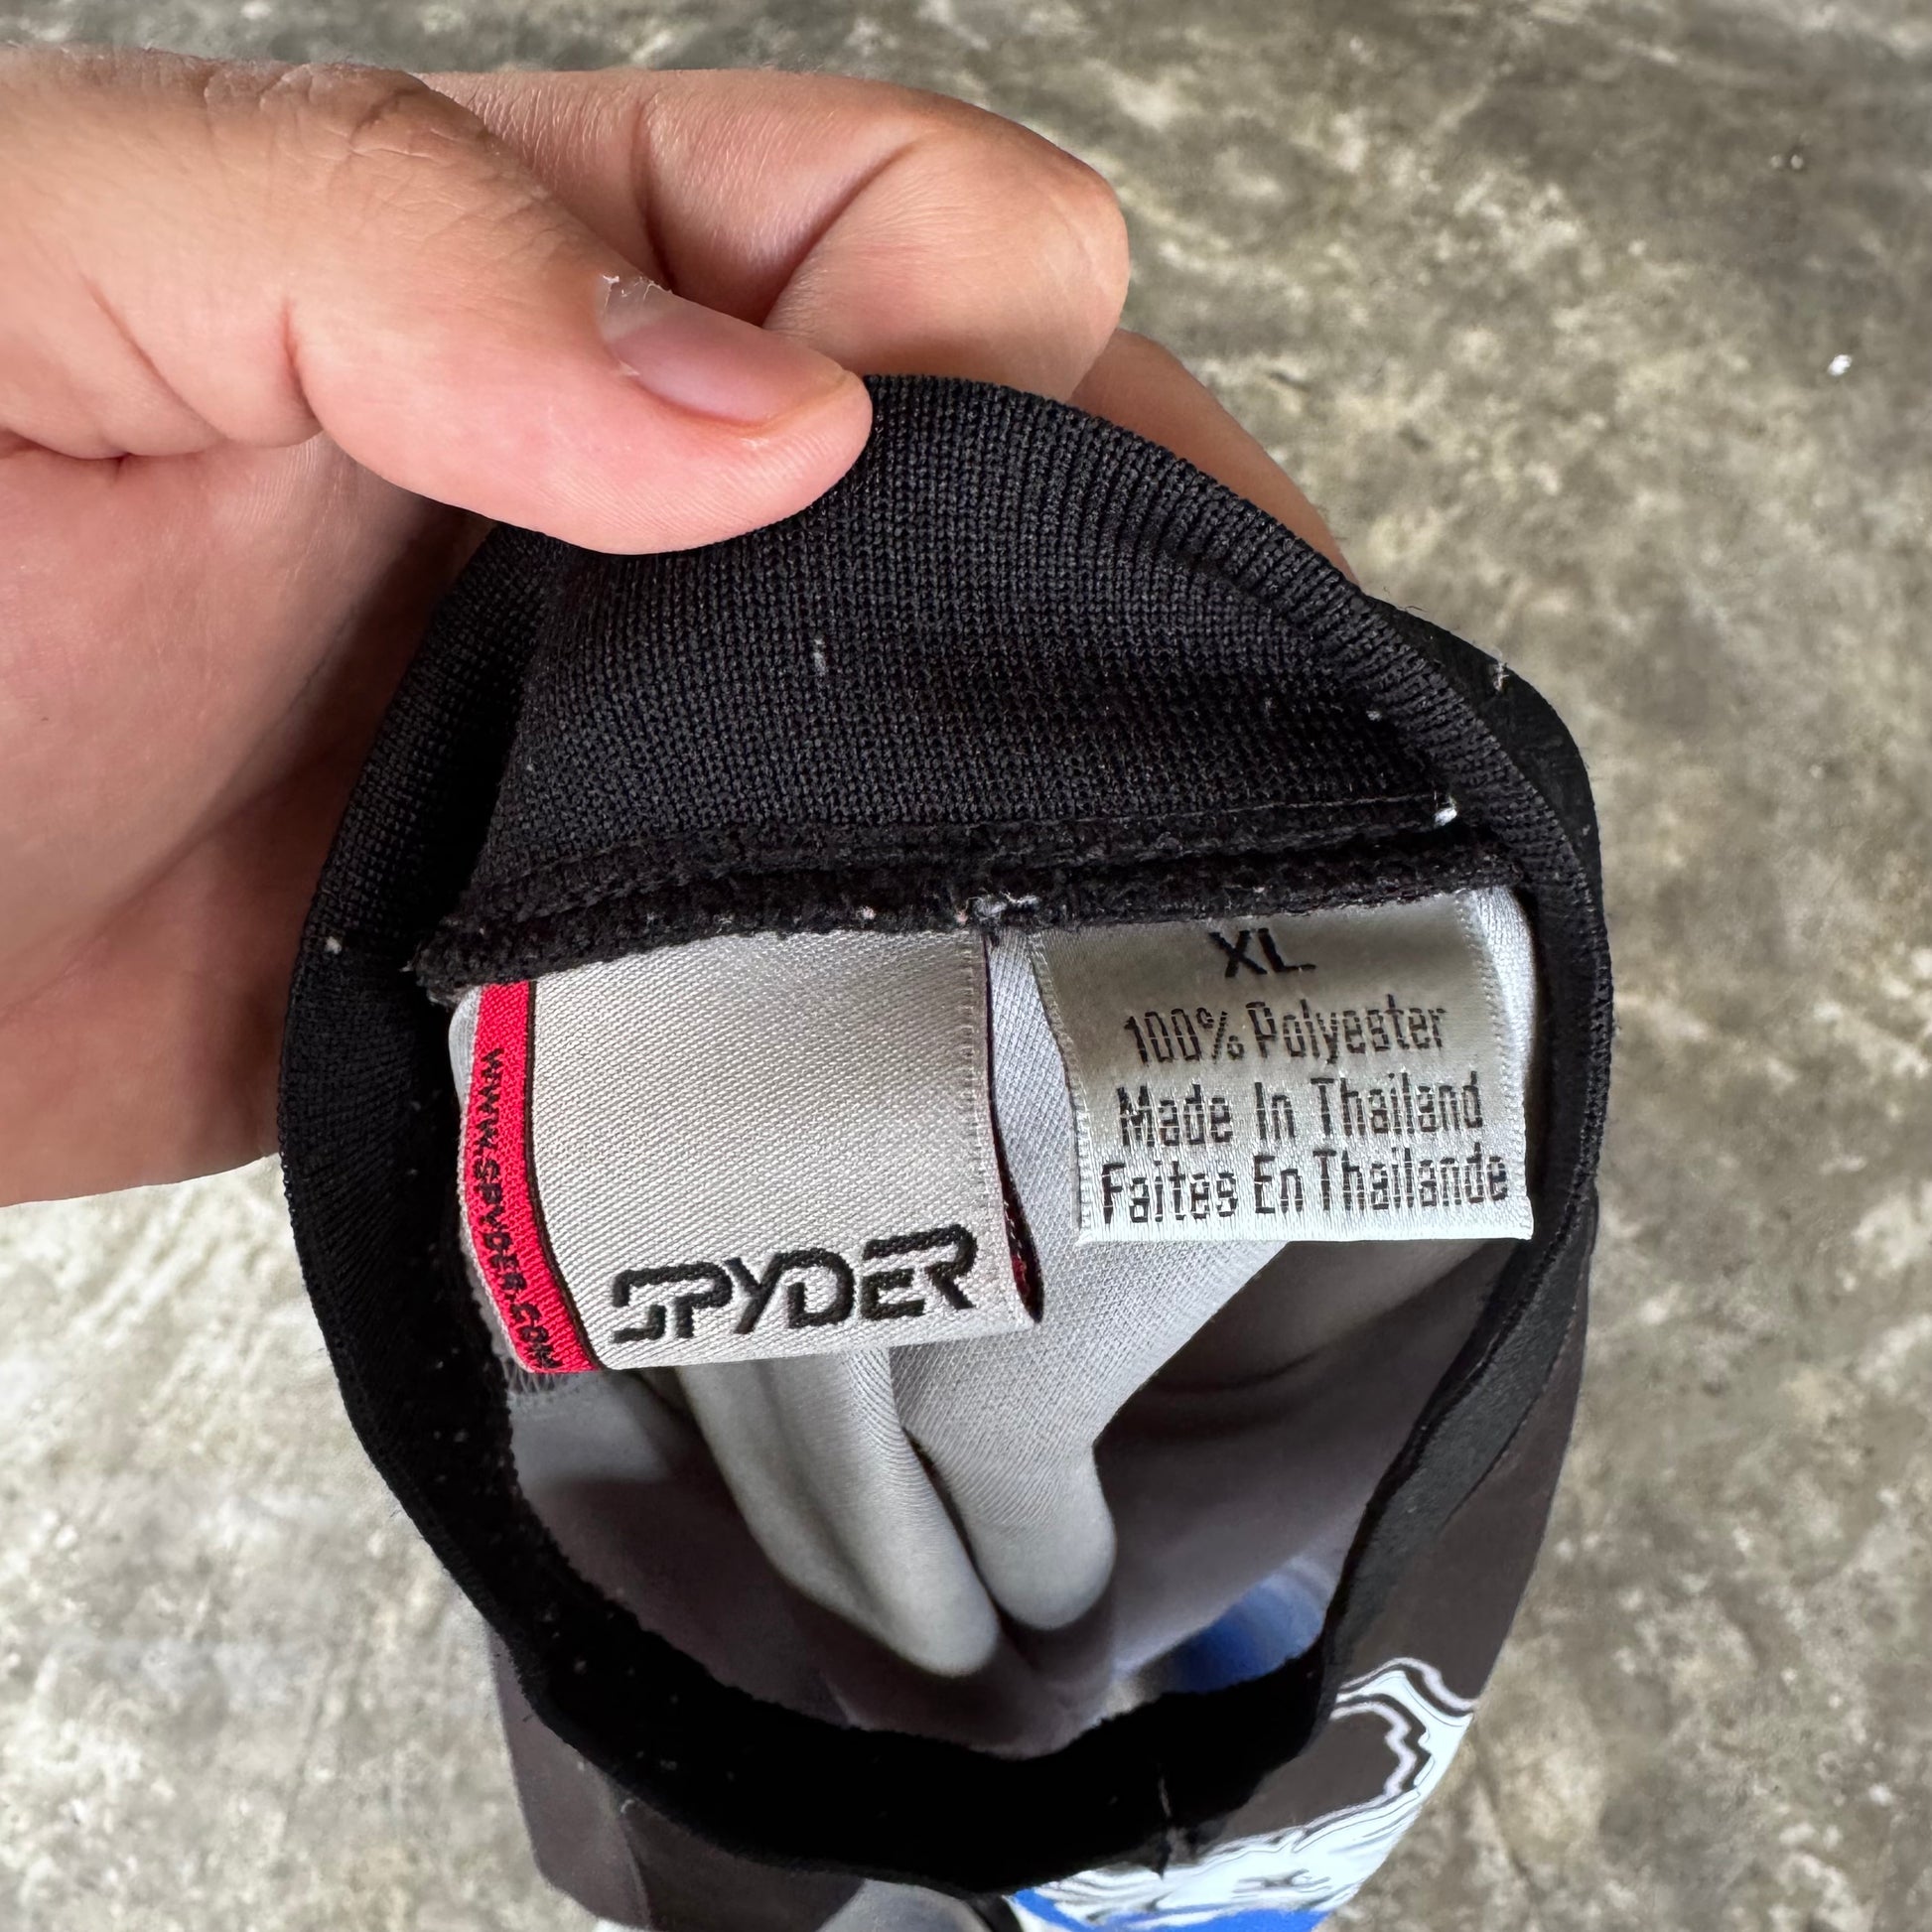 WWW.SPYDER.COM
SPYDER
XL
100% Polyester
Made In Thailand
Faites En Thailande